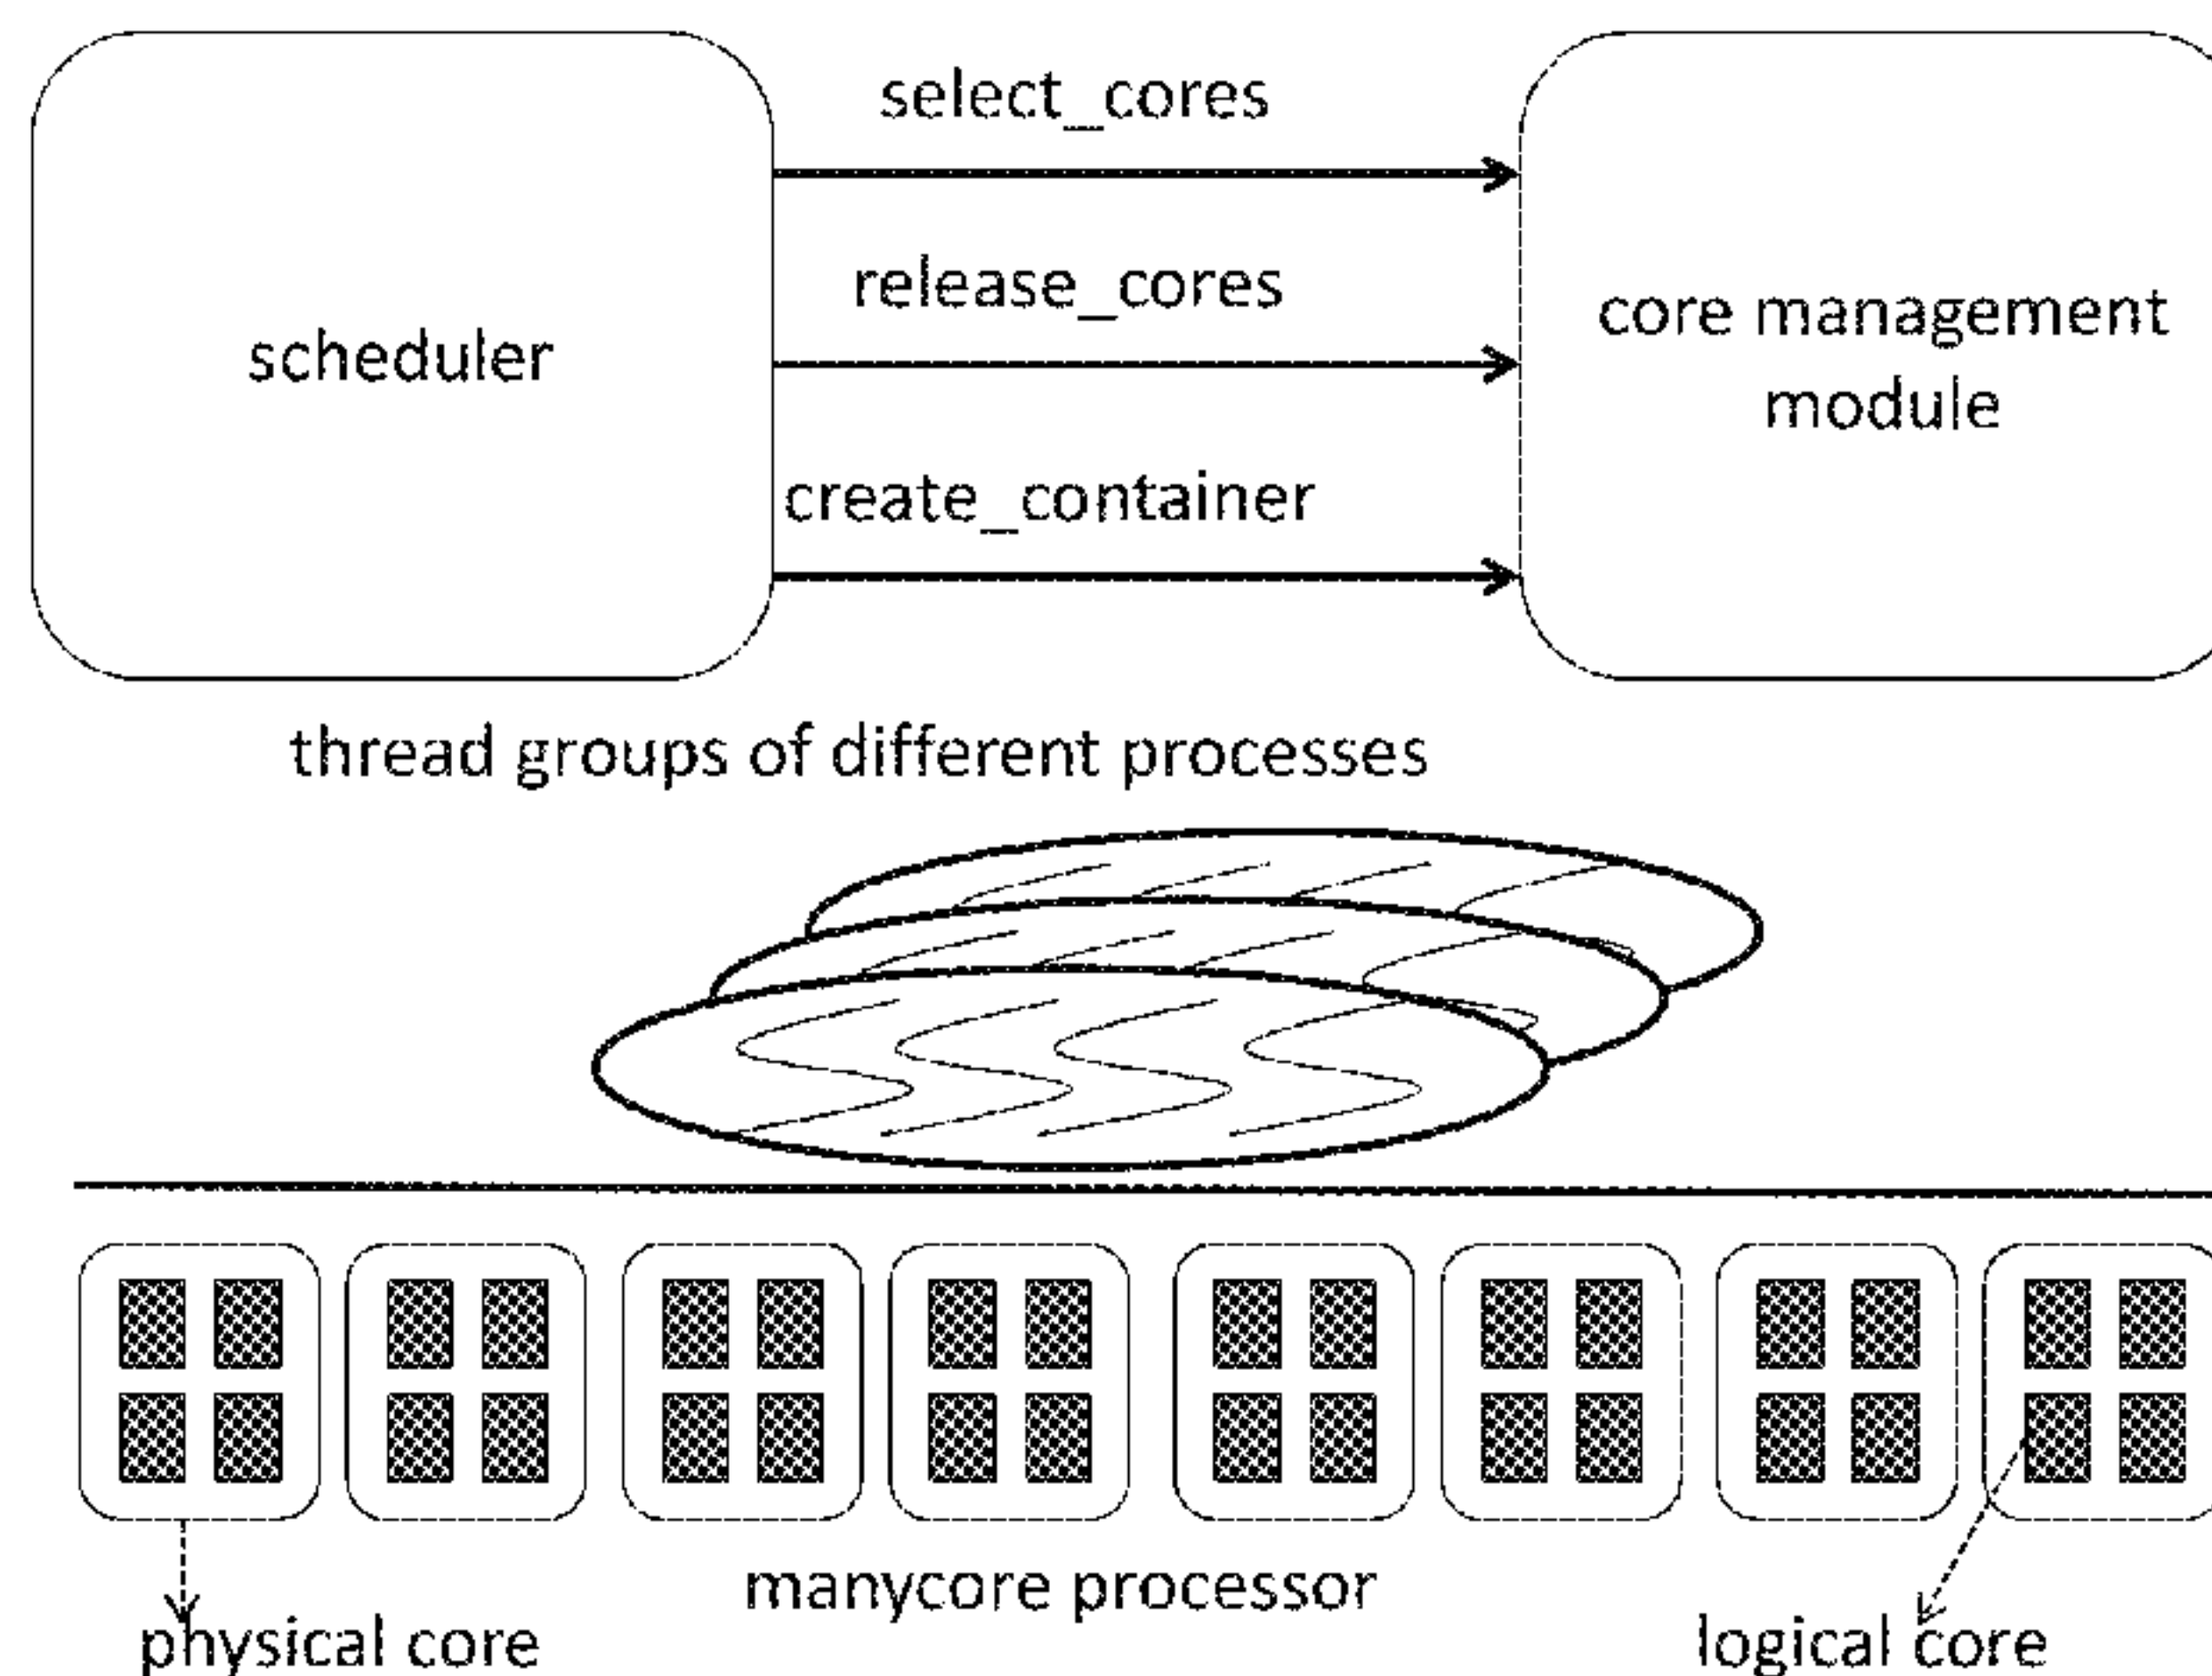 select_cores
release_cores
scheduler
core management
module
create_container
thread groups of different processes
manycore processor
physical core
logical core